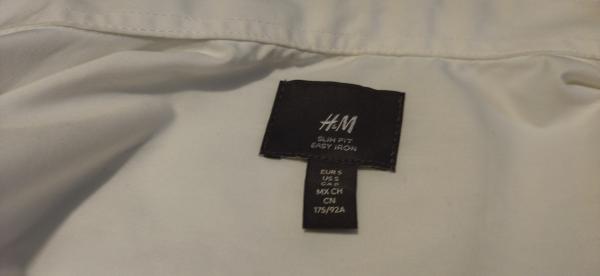 H&M
SLIM FIT
EASY IRON
EUR S
US S
CA P
MX CH
CN
175/92A